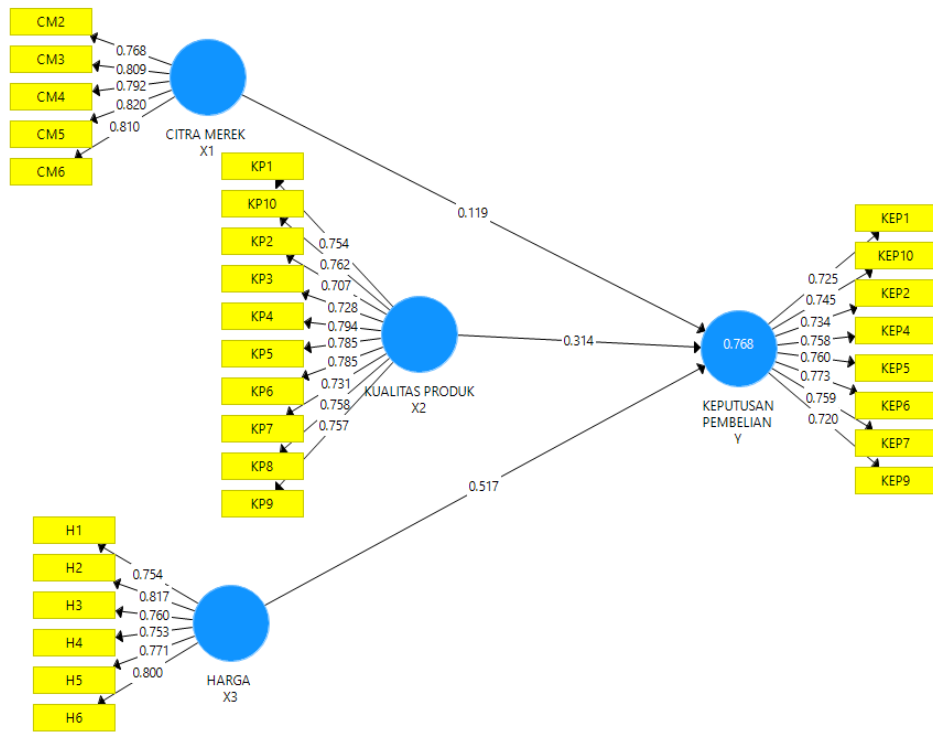 CM2
CM3
CM4
CM5
CM6
0.768
0.809
0.792
0.820
0.810
CITRA MEREK
X1
KP1
KP10
KP2
KP3
KP4
KP5
KP6
KP7
KP8
KP9
0.754
0.762
0.707
0.728
0.794
0.785
0.785
0.731
0.758
0.757
KUALITAS PRODUK
X2
H1
H2
H3
H4
H5
H6
0.754
0.817
0.760
0.753
0.771
0.800
HARGA
X3
0.119
0.314
0.517
0.768
KEPUTUSAN
PEMBELIAN
Y
0.725
0.745
0.734
0.758
0.760
0.773
0.759
0.720
KEP1
KEP10
KEP2
KEP4
KEP5
KEP6
KEP7
KEP9